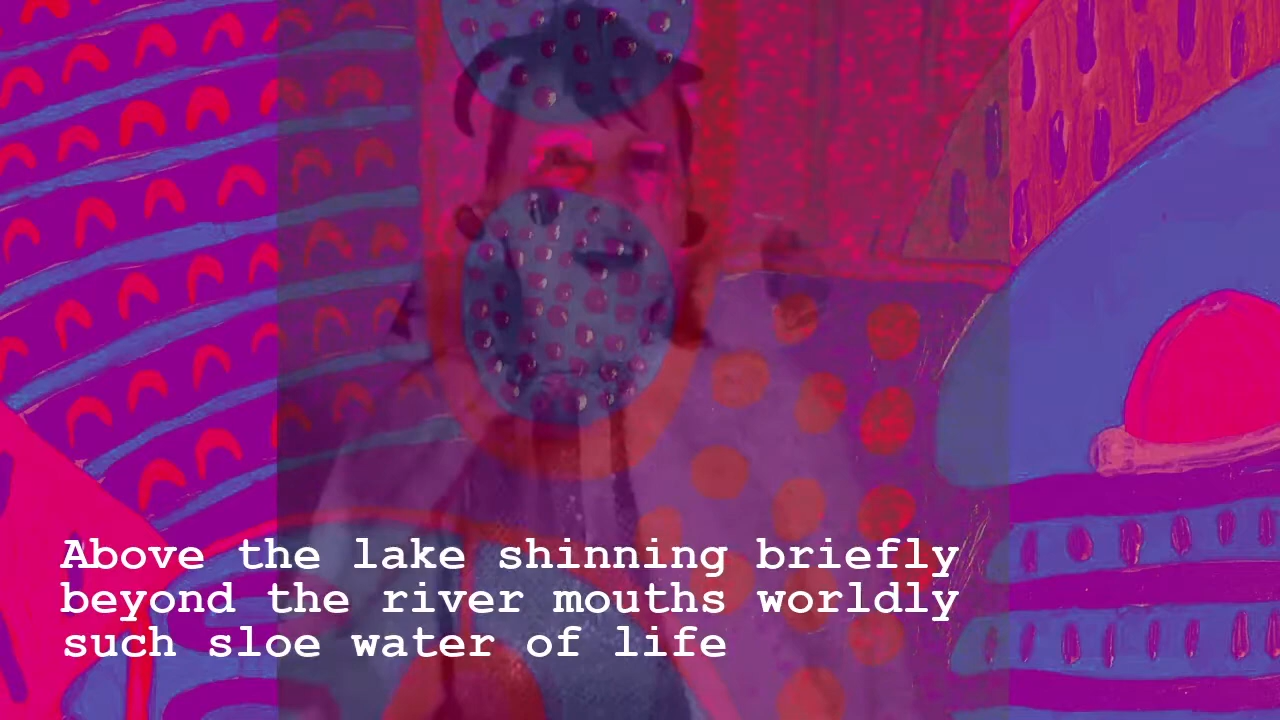 Above the lake shinning briefly
beyond the river mouths worldly
such sloe water of life